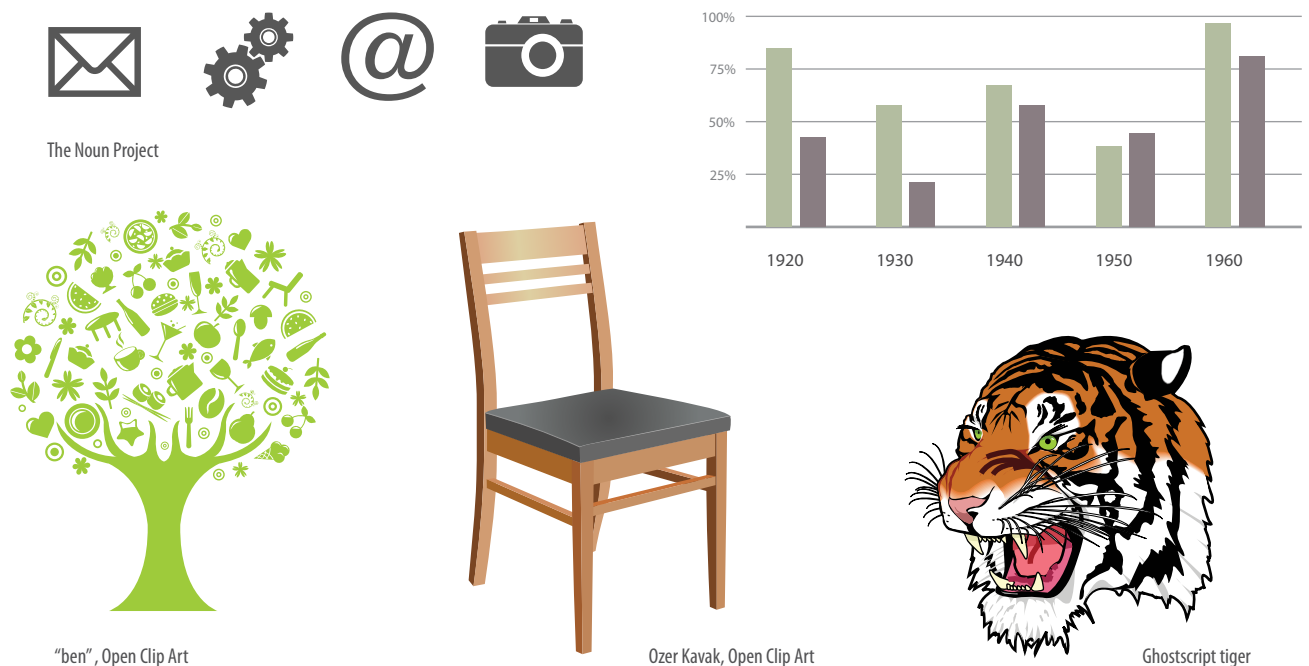 @
The Noun Project
100%
75%
50%
25%
1920 1930 1940 1950 1960
“ben” , Open Clip Art
Ozer Kavak, Open Clip Art
Ghostscript tiger